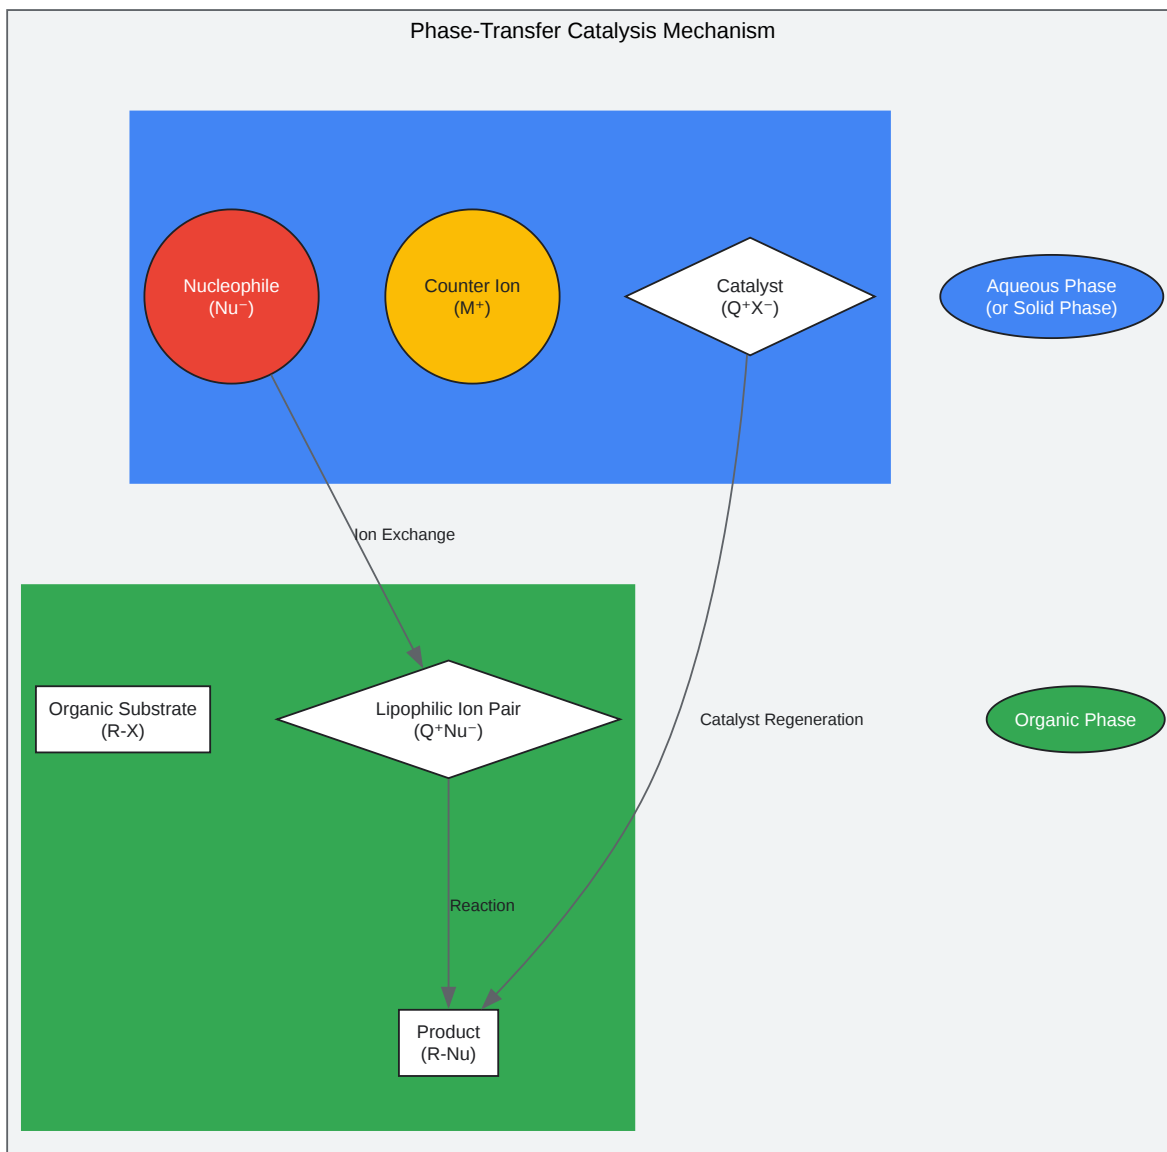 Phase-Transfer Catalysis Mechanism
Nucleophile
(Nu⁻)
Counter Ion
(M⁺)
Catalyst
(Q⁺X⁻)
Aqueous Phase
(or Solid Phase)
Ion Exchange
Organic Substrate
(R-X)
Lipophilic Ion Pair
(Q⁺Nu⁻)
Catalyst Regeneration
Organic Phase
Reaction
Product
(R-Nu)